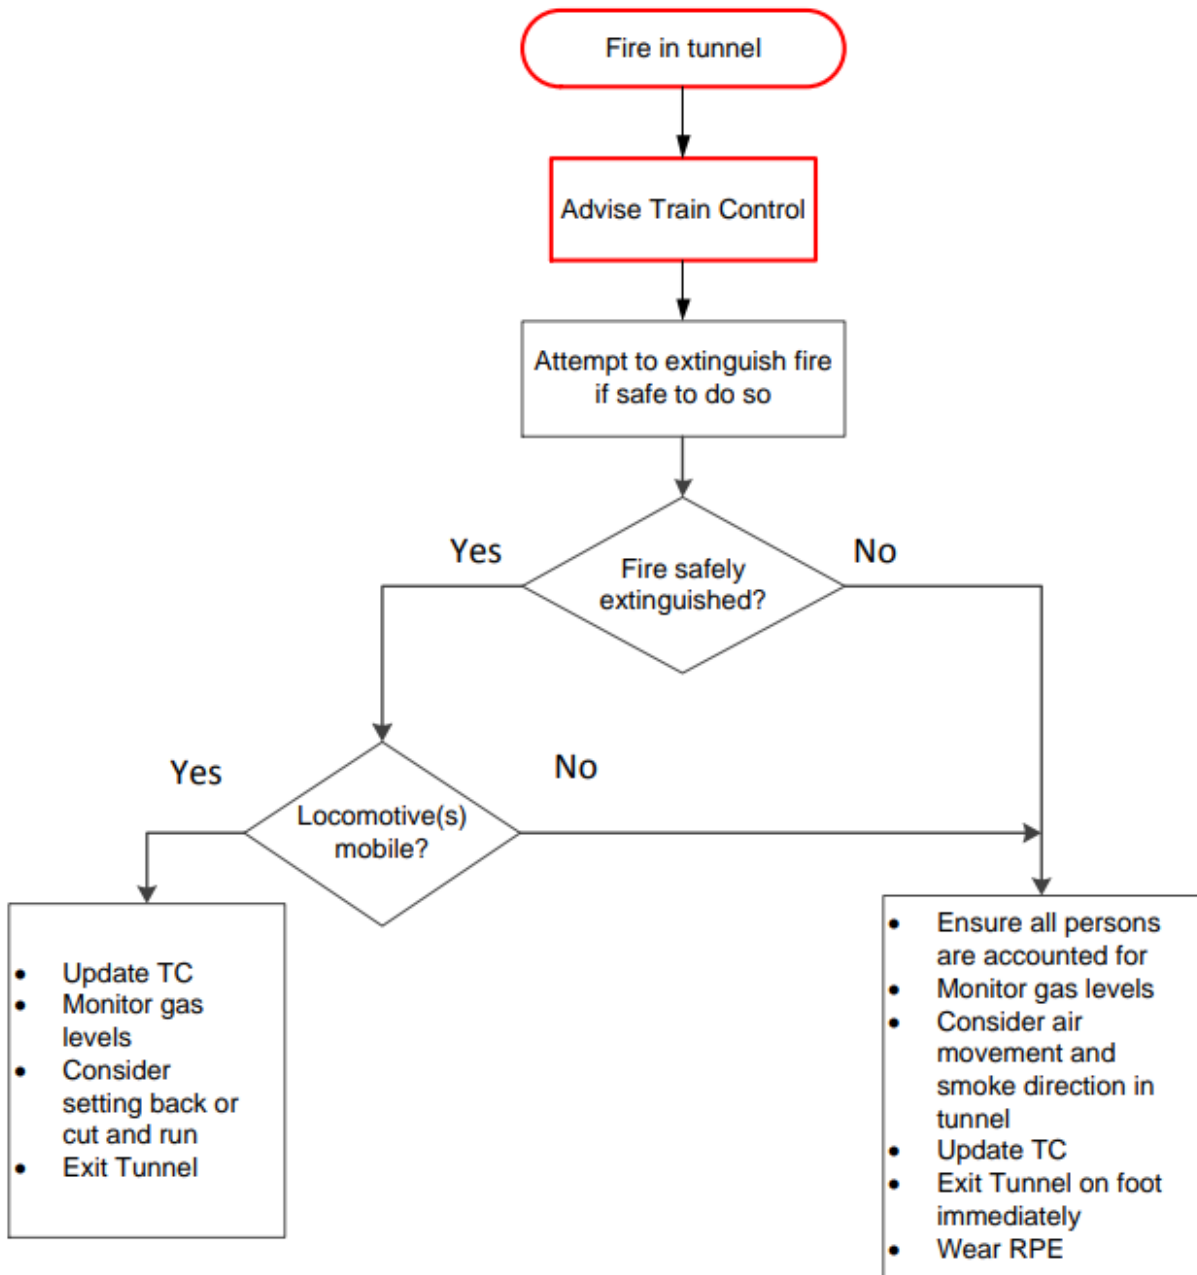 Fire in tunnel
Advise Train Control
Attempt to extinguish fire
if safe to do so
Yes
No
Fire safely
extinguished?
Yes
No
Locomotive(s)
mobile?
• Update TC
• Monitor gas
levels
• Consider
setting back or
cut and run
• Exit Tunnel
• Ensure all persons
are accounted for
• Monitor gas levels
• Consider air
movement and
smoke direction in
tunnel
• Update TC
• Exit Tunnel on foot
immediately
• Wear RPE